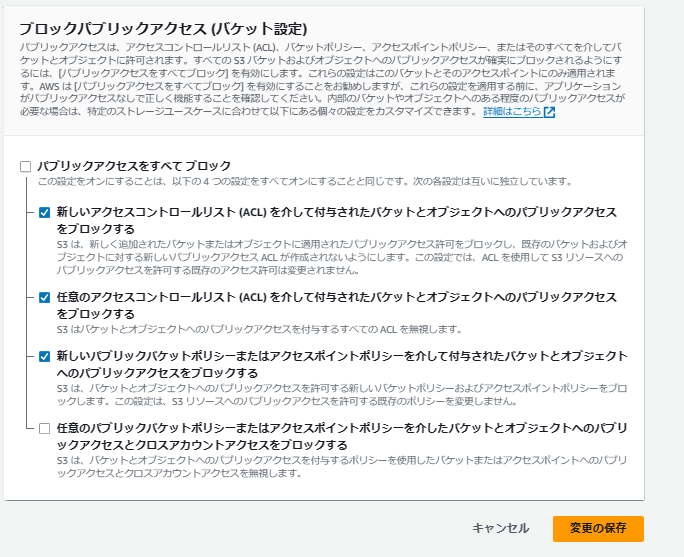 ブロックパブリックアクセス (バケット設定)
パブリックアクセスは、アクセスコントロールリスト (ACL)、バケットポリシー、アクセスポイントポリシー、またはそのすべてを介してバ
ケットとオブジェクトに許可されます。すべての S3 バケットおよびオブジェクトへのパブリックアクセスが確実にブロックされるようにす
るには、[パブリックアクセスをすべてブロック] を有効にします。これらの設定はこのバケットとそのアクセスポイントにのみ適用されま
す。AWS は [パブリックアクセスをすべてブロック] を有効にすることをお勧めしますが、これらの設定を適用する前に、アプリケーション
がパブリックアクセスなしで正しく機能することを確認してください。内部のバケットやオブジェクトへのある程度のパブリックアクセスが
必要な場合は、特定のストレージユースケースに合わせて以下にある個々の設定をカスタマイズできます。 詳細はこちら
パブリックアクセスをすべて ブロック
この設定をオンにすることは、以下の 4 つの設定をすべてオンにすることと同じです。次の各設定は互いに独立しています。
新しいアクセスコントロールリスト (ACL) を介して付与されたバケットとオブジェクトへのパブリックアクセス
をブロックする
S3 は、新しく追加されたバケットまたはオブジェクトに適用されたパブリックアクセス許可をブロックし、既存のバケットおよびオ
ブジェクトに対する新しいパブリックアクセス ACL が作成されないようにします。この設定では、ACL を使用して S3 リソースへの
パブリックアクセスを許可する既存のアクセス許可は変更されません。
任意のアクセスコントロールリスト (ACL) を介して付与されたバケットとオブジェクトへのパブリックアクセス
をブロックする
S3 はバケットとオブジェクトへのパブリックアクセスを付与するすべての ACL を無視します。
新しいパブリックバケットポリシーまたはアクセスポイントポリシーを介して付与されたバケットとオブジェクト
へのパブリックアクセスをブロックする
S3 は、バケットとオブジェクトへのパブリックアクセスを許可する新しいバケットポリシーおよびアクセスポイントポリシーをブロ
ックします。この設定は、S3 リソースへのパブリックアクセスを許可する既存のポリシーを変更しません。
任意のパブリックバケットポリシーまたはアクセスポイントポリシーを介したバケットとオブジェクトへのパブリ
ックアクセスとクロスアカウントアクセスをブロックする
S3 は、バケットとオブジェクトへのパブリックアクセスを付与するポリシーを使用したバケットまたはアクセスポイントへのパブリ
ックアクセスとクロスアカウントアクセスを無視します。
キャンセル
変更の保存